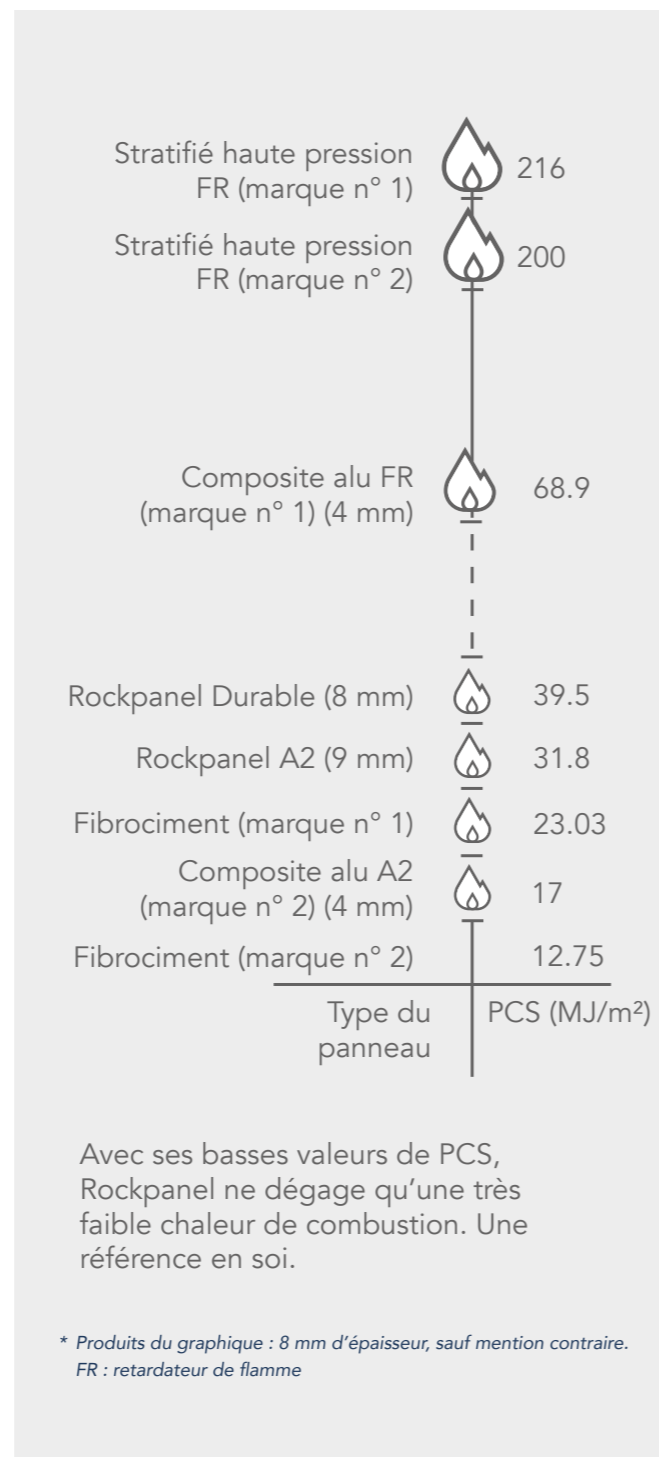 Stratifié haute pression
FR (marque n° 1)
216
Stratifié haute pression
FR (marque n° 2)
200
Composite alu FR
(marque n° 1) (4 mm)
68.9
Rockpanel Durable (8 mm)
39.5
Rockpanel A2 (9 mm)
31.8
Fibrociment (marque n° 1)
23.03
Composite alu A2
(marque n° 2) (4 mm)
17
Fibrociment (marque n° 2)
12.75
Type du
panneau
PCS (MJ/m²)
Avec ses basses valeurs de PCS,
Rockpanel ne dégage qu’une très
faible chaleur de combustion. Une
référence en soi.
* Produits du graphique : 8 mm d’épaisseur, sauf mention contraire.
FR : retardateur de flamme